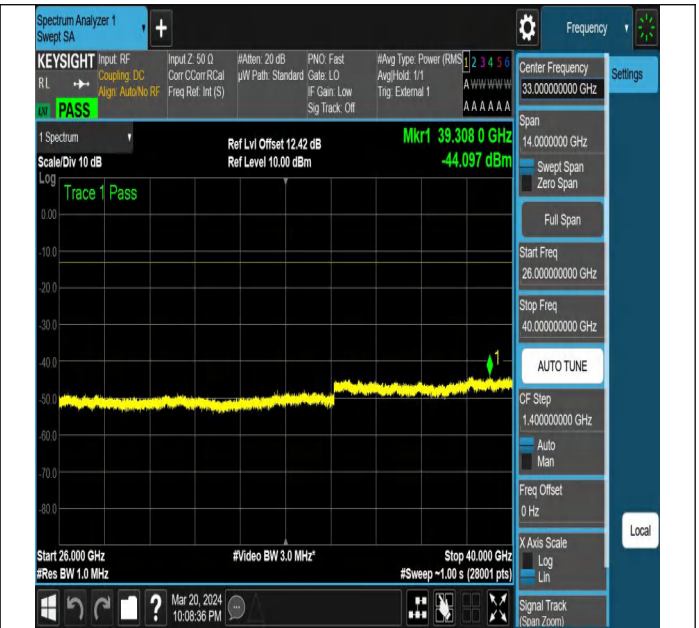 Spectrum Analyzer 1
Swept SA
+
Frequency
KEYSIGHT
RL
PASS
Input: RF
Coupling: DC
Align: Auto/No RF
Input Z: 50 Ω
Corr CCorr RCal
Freq Ref: Int (S)
#Atten: 20 dB
µW Path: Standard
PNO: Fast
Gate: LO
IF Gain: Low
Sig Track: Off
#Avg Type: Power (RMS
Avg|Hold: 1/1
Trig: External 1
1 2 3 4 5 6
A W W W W W
A A A A A A
1 Spectrum
Scale/Div 10 dB
Ref Lvl Offset 12.42 dB
Ref Level 10.00 dBm
Mkr1 39.308 0 GHz
-44.097 dBm
Log
Trace 1 Pass
0.00
-10.0
-20.0
-30.0
-40.0
-50.0
-60.0
-70.0
-80.0
1
Start 26.000 GHz
#Res BW 1.0 MHz
#Video BW 3.0 MHz*
Stop 40.000 GHz
#Sweep ~1.00 s (28001 pts)
?
Mar 20, 2024
10:08:36 PM
Center Frequency
33.000000000 GHz
Settings
Span
14.0000000 GHz
Swept Span
Zero Span
Full Span
Start Freq
26.000000000 GHz
Stop Freq
40.000000000 GHz
AUTO TUNE
CF Step
1.400000000 GHz
Auto
Man
Freq Offset
0 Hz
X Axis Scale
Log
Lin
Local
Signal Track
(Span Zoom)